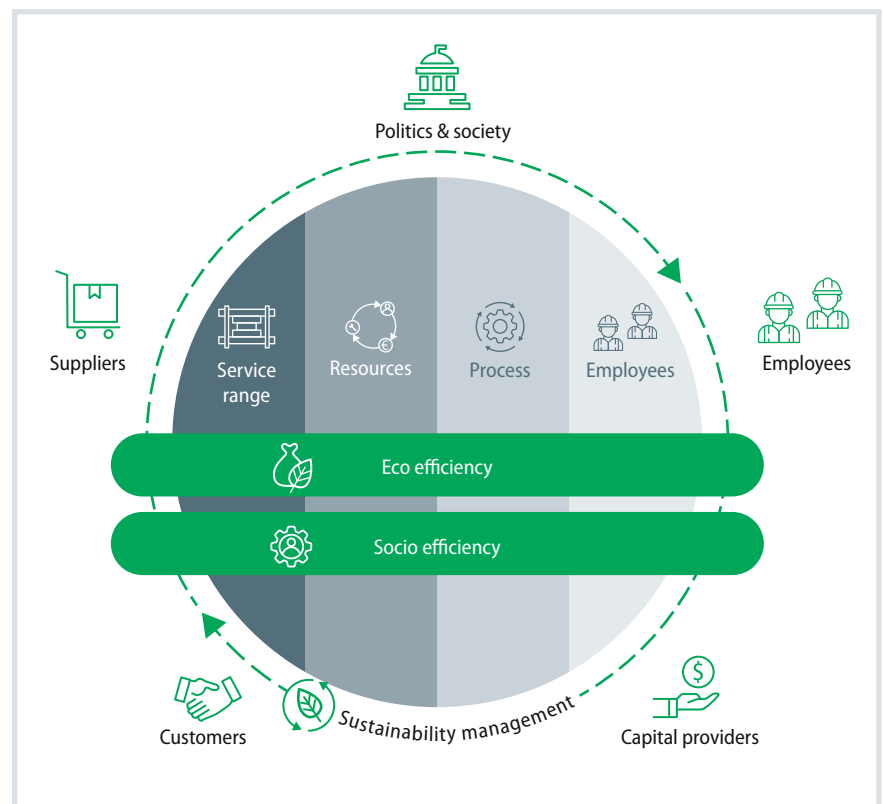 Politics & society
Suppliers
Service
range
Resources
Process
Employees
Employees
Eco efficiency
Socio efficiency
Customers
Sustainability management
Capital providers